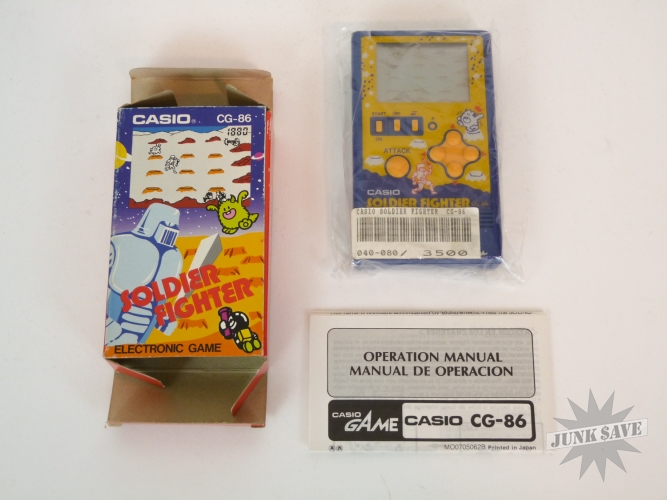 CASIO CG-86
1880
SOLDIER
FIGHTER
ELECTRONIC GAME
ATTACK
CASIO
SOLDIER FIGHTER
CASIO SOLDIER FIGHTER CG-86
040-080/ 3500
OPERATION MANUAL
MANUAL DE OPERACION
CASIO
GAME
CASIO CG-86
MO0705062B Printed in Japan
JUNK SAVE